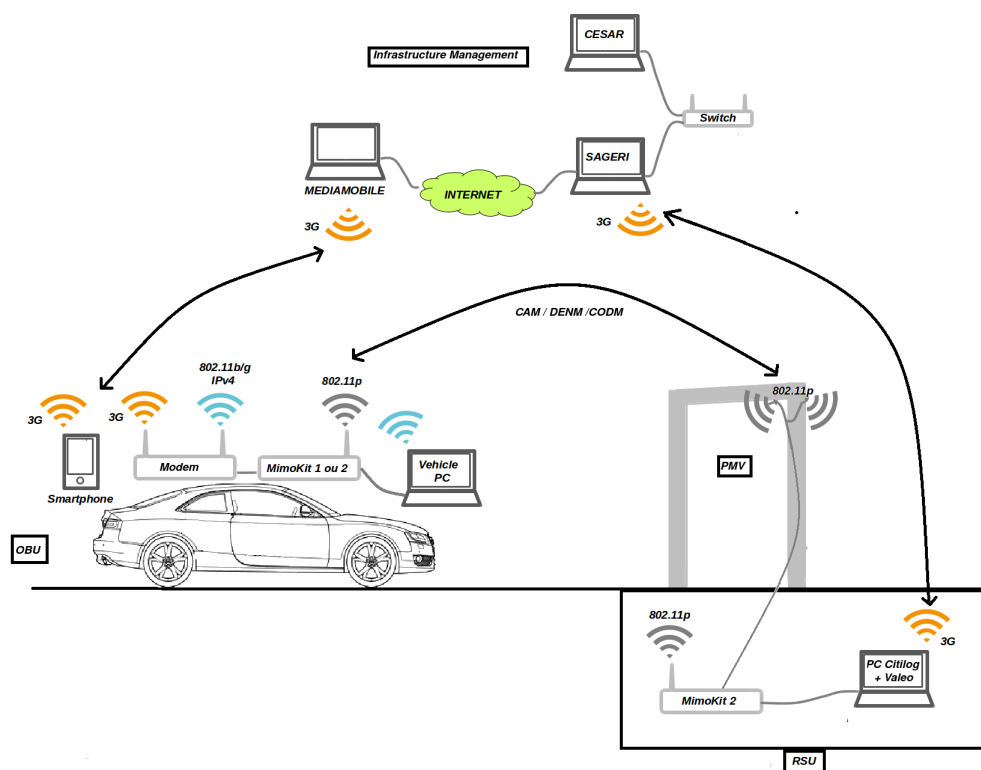 CESAR
Infrastructure Management
Switch
SAGERI
MEDIAMOBILE
INTERNET
3G
3G
CAM / DENM /CODM
802.11b/g
IPv4
802.11p
802.11p
3G
3G
Modem
MimoKit 1 ou 2
Vehicle
PC
PMV
Smartphone
OBU
802.11p
3G
PC Citilog
+ Valeo
MimoKit 2
RSU